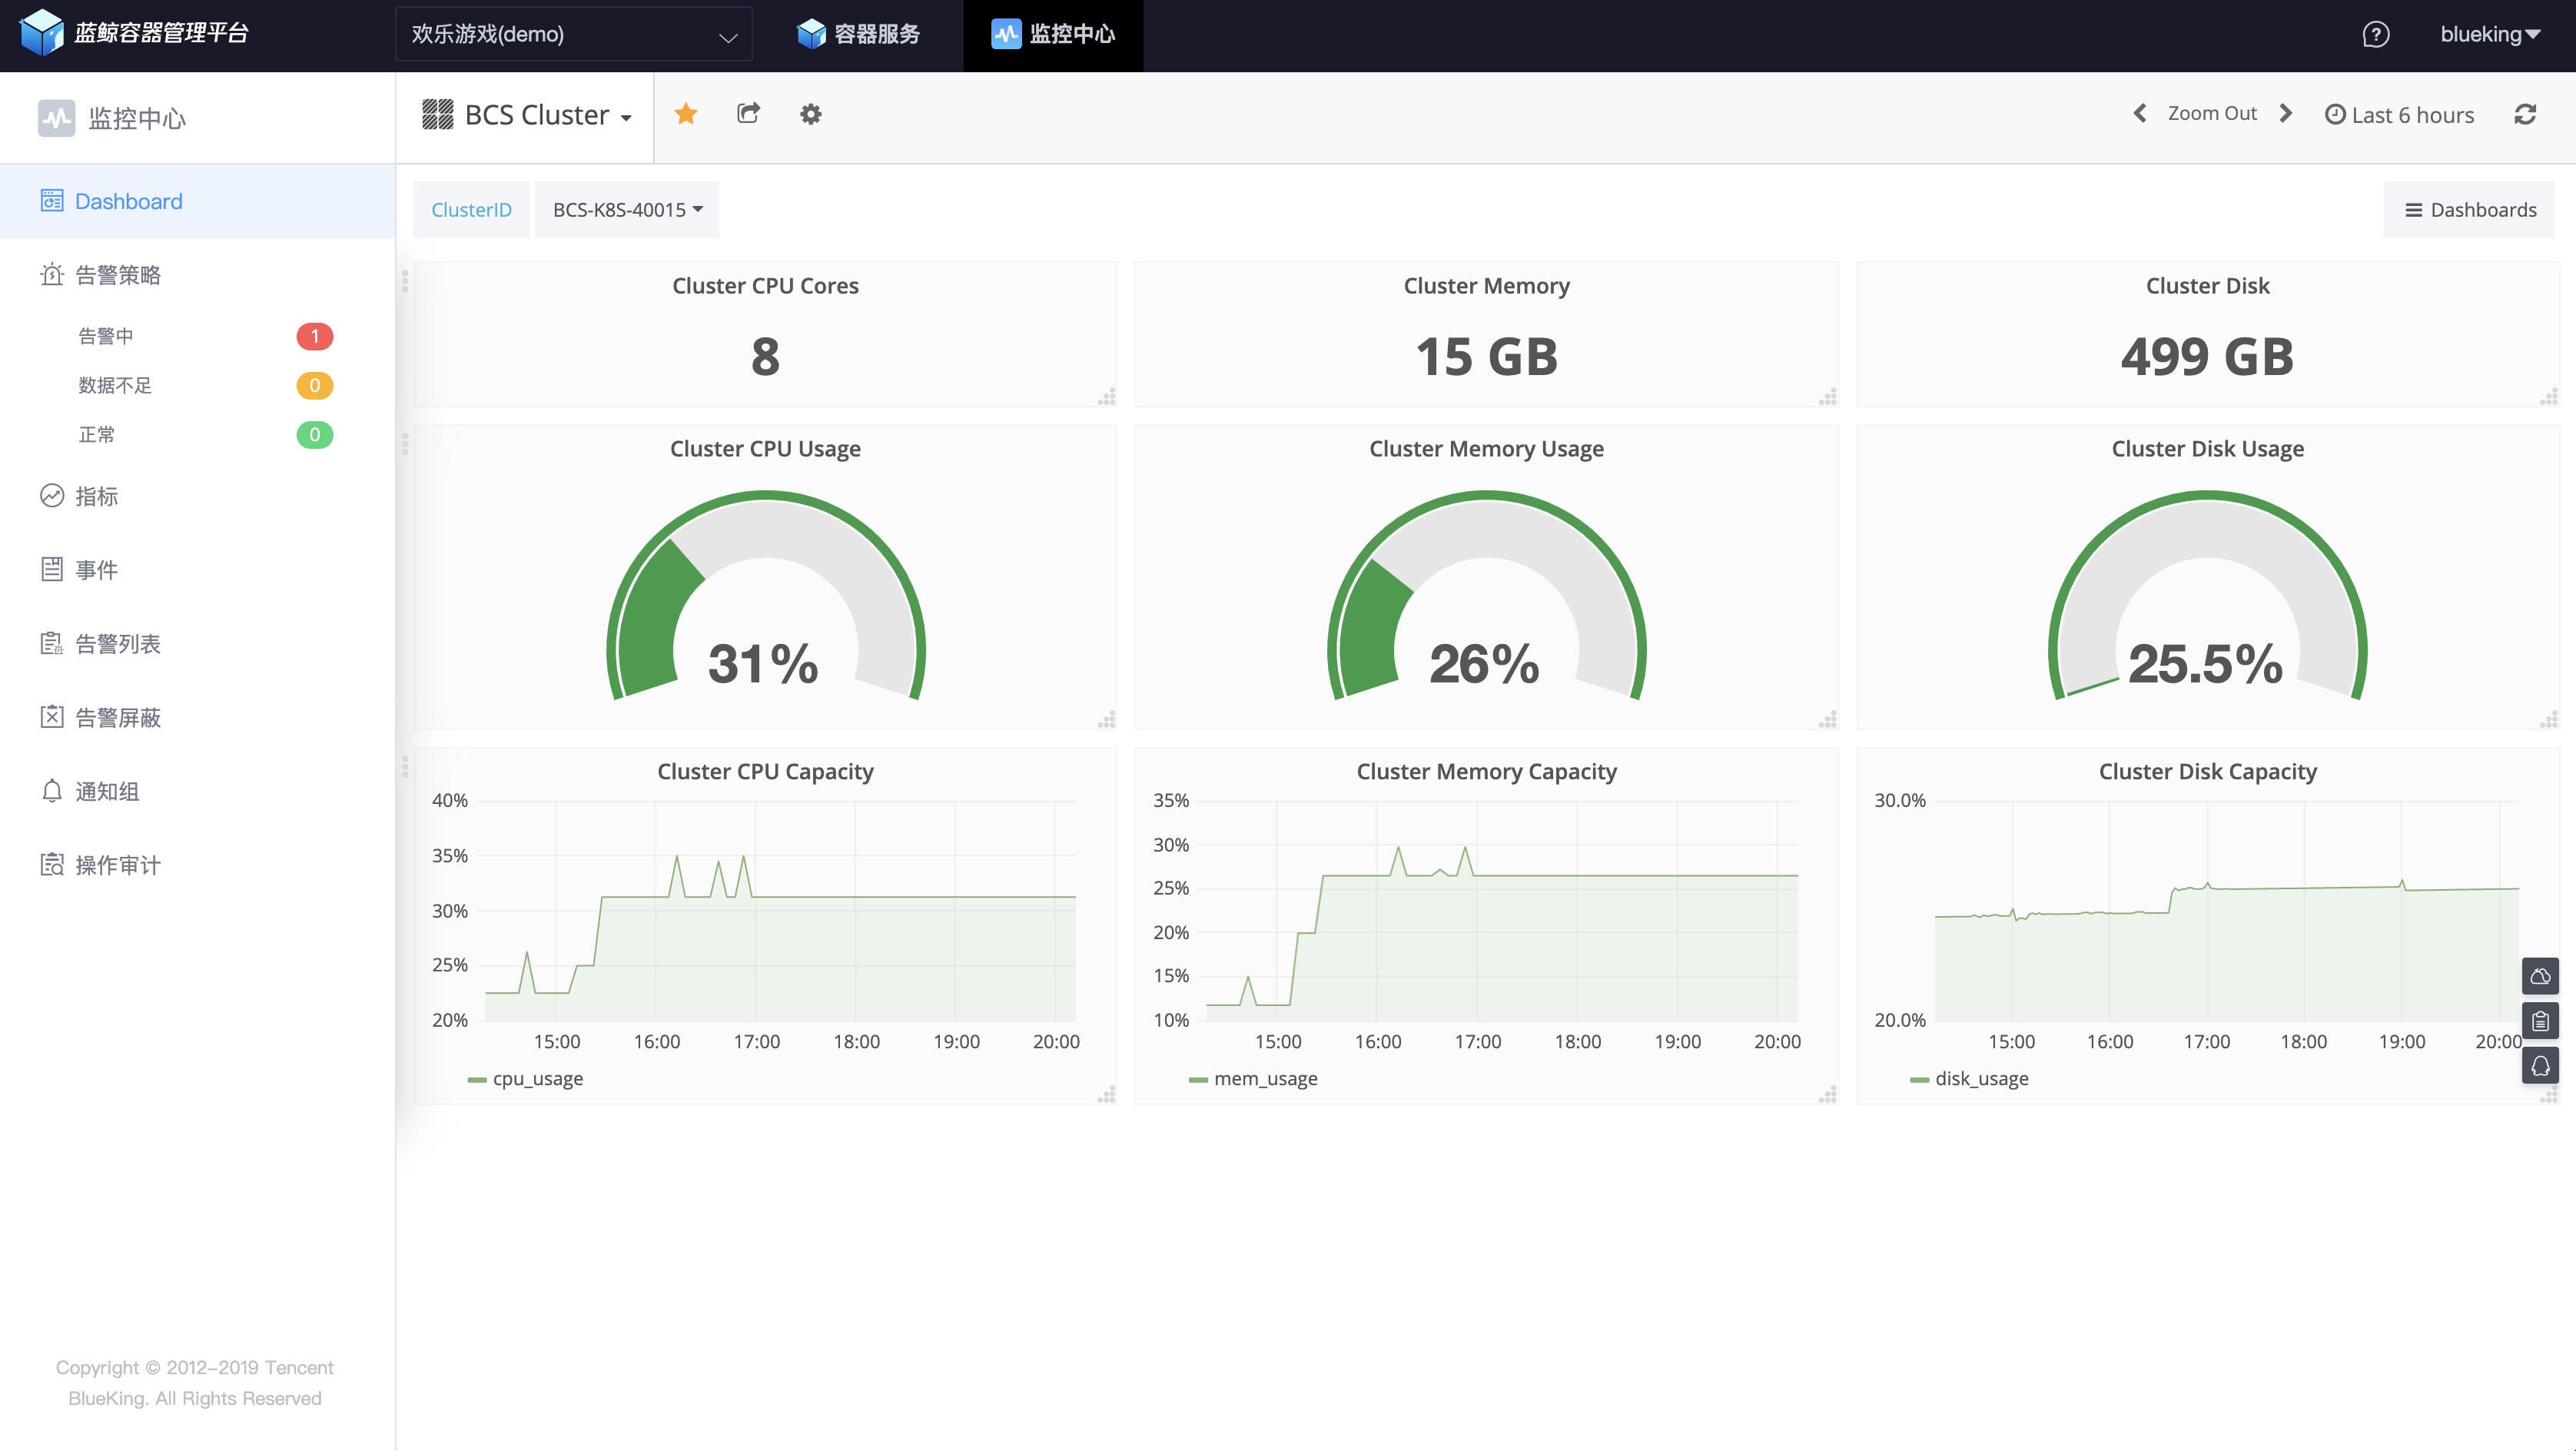 蓝鲸容器管理平台
欢乐游戏(demo)
容器服务
监控中心
blueking
监控中心
BCS Cluster
Zoom Out
Last 6 hours
Dashboard
告警策略
告警中 1
数据不足 0
正常 0
指标
事件
告警列表
告警屏蔽
通知组
操作审计
Copyright © 2012-2019 Tencent
BlueKing. All Rights Reserved
ClusterID
BCS-K8S-40015
Dashboards
Cluster CPU Cores
8
Cluster Memory
15 GB
Cluster Disk
499 GB
Cluster CPU Usage
31%
Cluster Memory Usage
26%
Cluster Disk Usage
25.5%
Cluster CPU Capacity
40%
35%
30%
25%
20%
15:00 16:00 17:00 18:00 19:00 20:00
cpu_usage
Cluster Memory Capacity
35%
30%
25%
20%
15%
10%
15:00 16:00 17:00 18:00 19:00 20:00
mem_usage
Cluster Disk Capacity
30.0%
20.0%
15:00 16:00 17:00 18:00 19:00 20:00
disk_usage